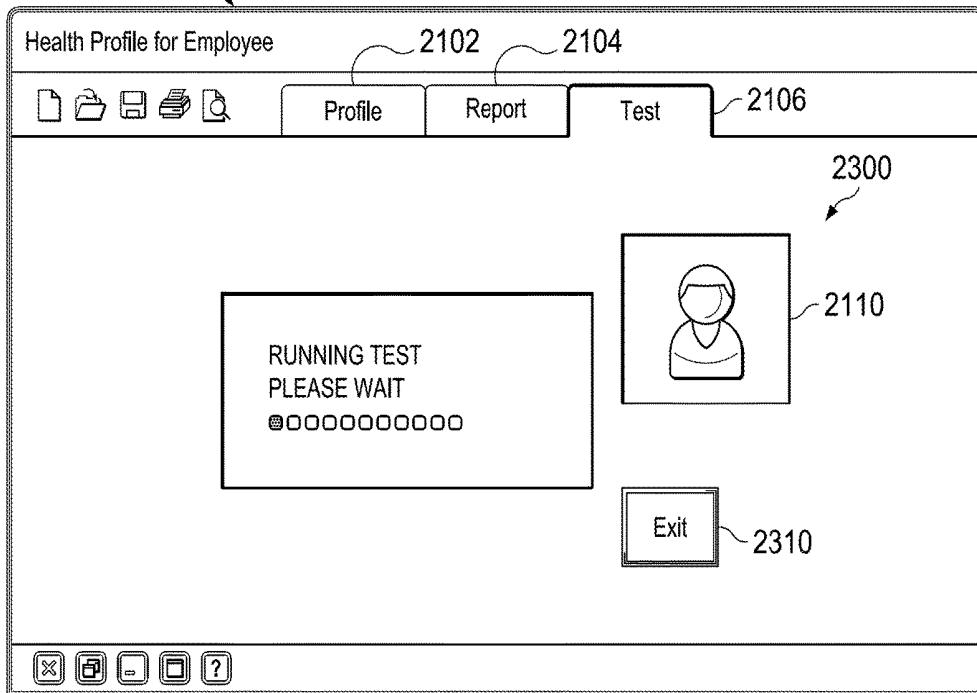 Health Profile for Employee
2102
2104
Profile
Report
Test
2106
2300
2110
RUNNING TEST
PLEASE WAIT
Exit
2310
?